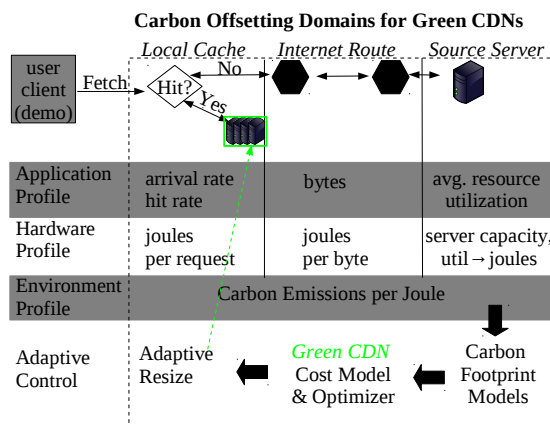 Carbon Offsetting Domains for Green CDNs
Local Cache Internet Route Source Server
user
client
(demo)
Fetch
Hit?
No
Yes
Application
Profile
arrival rate
hit rate
bytes
avg. resource
utilization
Hardware
Profile
joules
per request
joules
per byte
server capacity,
util→joules
Environment
Profile
Carbon Emissions per Joule
Adaptive
Control
Adaptive
Resize
Green CDN
Cost Model
& Optimizer
Carbon
Footprint
Models